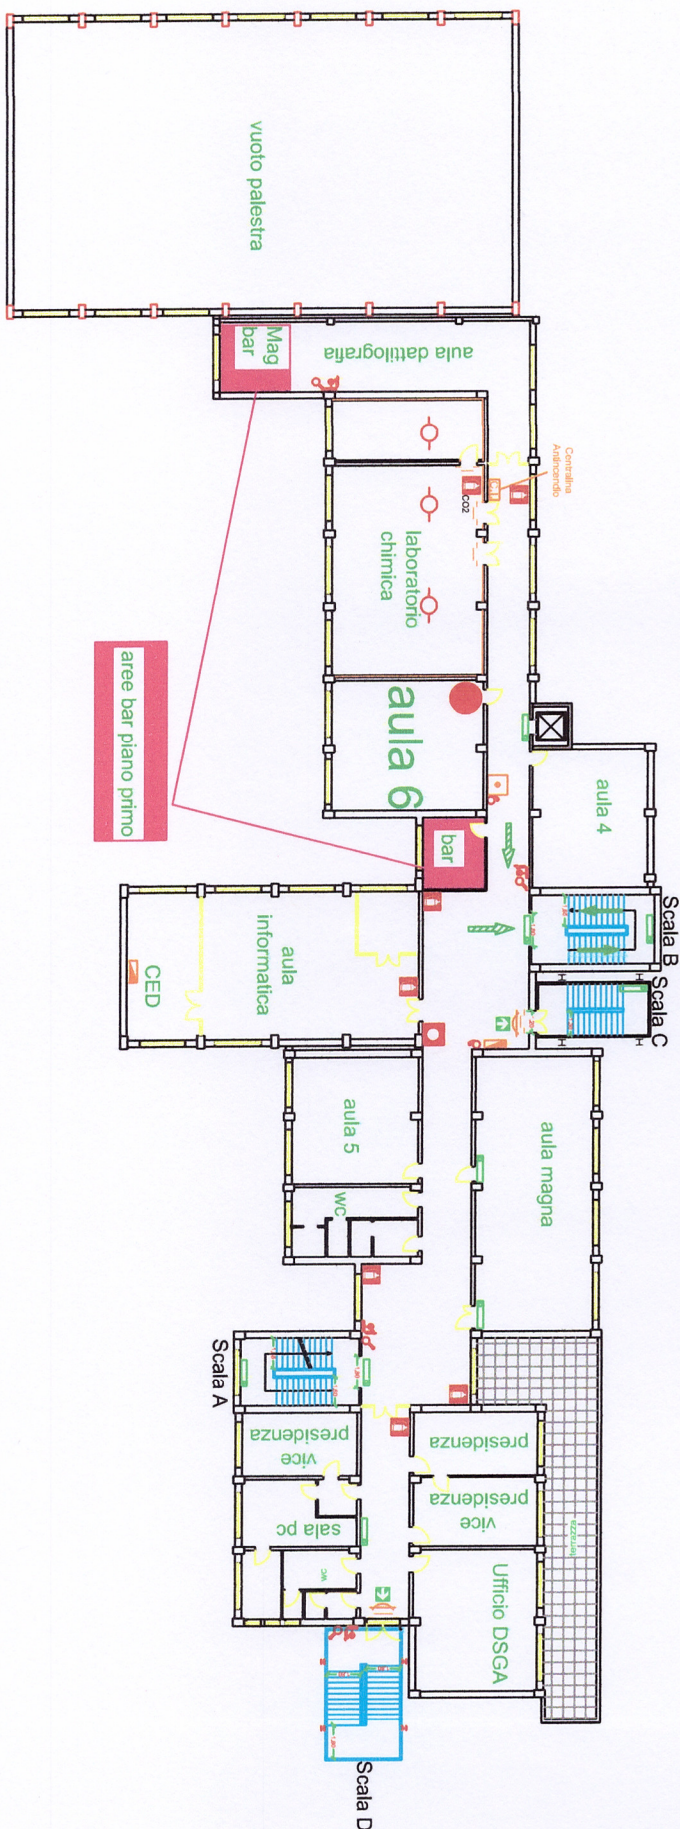 vuoto palestra
Mag
bar
aula dattilografia
Centralina
Antincendio
CO2
laboratorio
chimica
aula 6
aree bar piano primo
aula 4
bar
Scala B
Scala C
aula
informatica
CED
aula 5
aula magna
wc
Scala A
vice
presidenza
presidenza
vice
presidenza
sala pc
terrazza
wc
Ufficio DSGA
Scala D